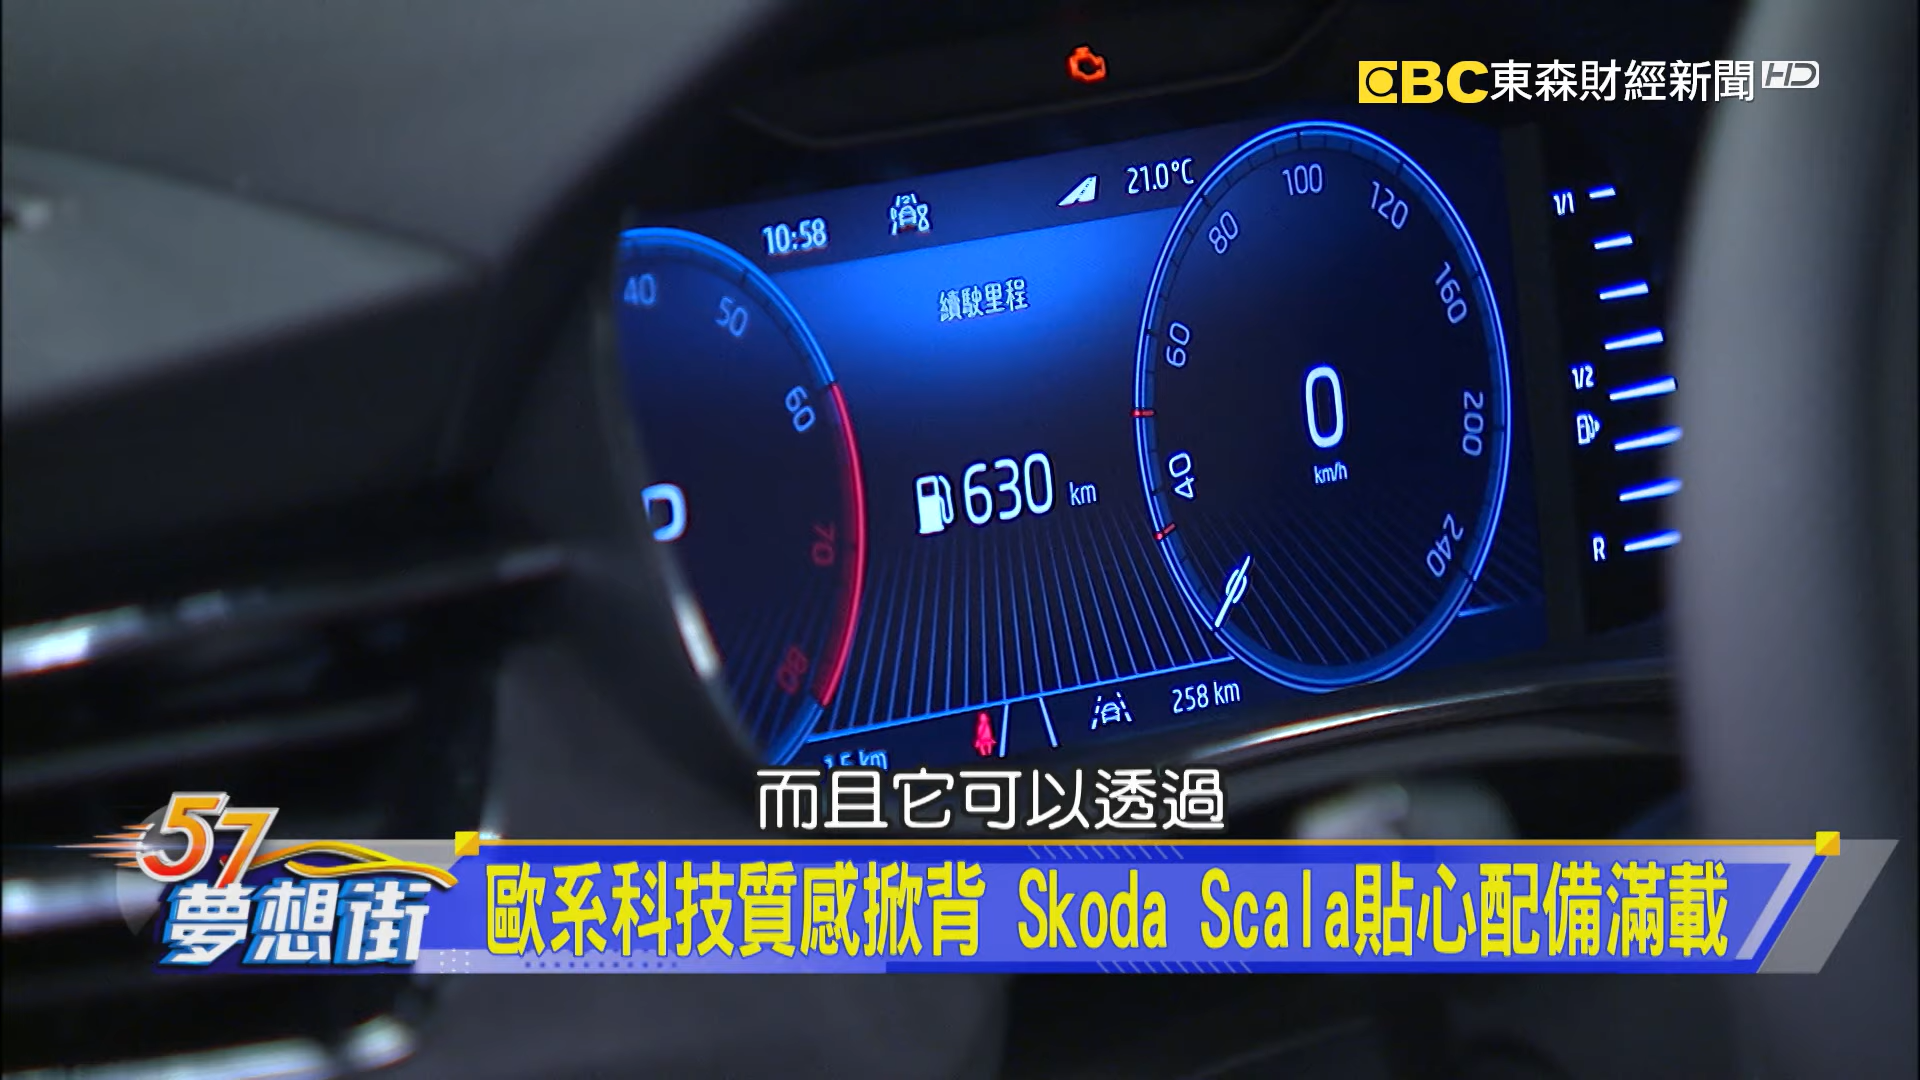 EBC東森財經新聞HD
10:58
21.0°C
續駛里程
630 km
40
50
60
70
80
P
40
60
80
100
120
160
200
240
0
km/h
1/1
1/2
R
258 km
而且它可以透過
57夢想街
歐系科技質感掀背 Skoda Scala貼心配備滿載